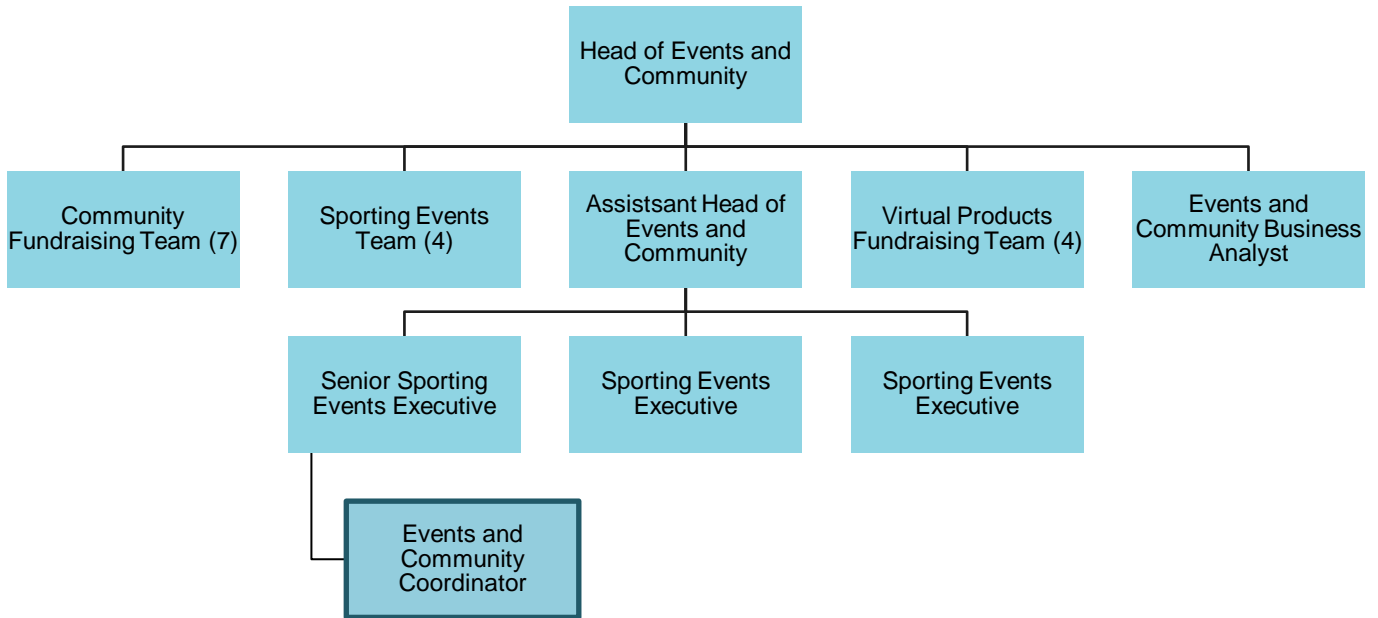 Head of Events and
Community
Community
Fundraising Team (7)
Sporting Events
Team (4)
Assistsant Head of
Events and
Community
Virtual Products
Fundraising Team (4)
Events and
Community Business
Analyst
Senior Sporting
Events Executive
Sporting Events
Executive
Sporting Events
Executive
Events and
Community
Coordinator